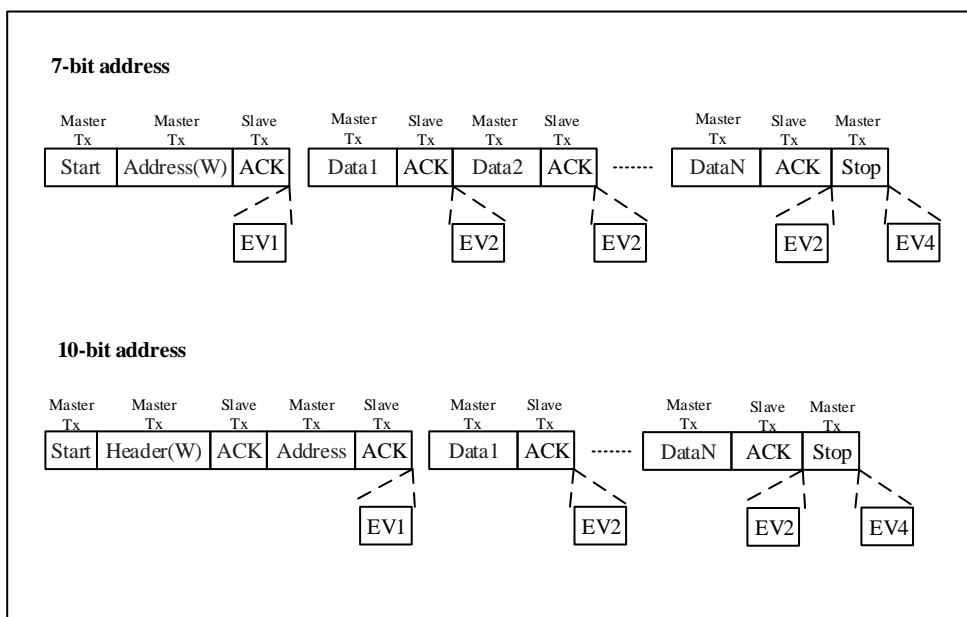 7-bit address
Master Tx Master Tx Slave Tx Master Tx Slave Tx Master Tx Slave Tx Master Tx Slave Tx Master Tx
Start Address(W) ACK Data1 ACK Data2 ACK DataN ACK Stop
EV1 EV2 EV2 EV2 EV4
10-bit address
Master Tx Master Tx Slave Tx Master Tx Slave Tx Master Tx Slave Tx Master Tx Slave Tx Master Tx
Start Header(W) ACK Address ACK Data1 ACK DataN ACK Stop
EV1 EV2 EV2 EV4